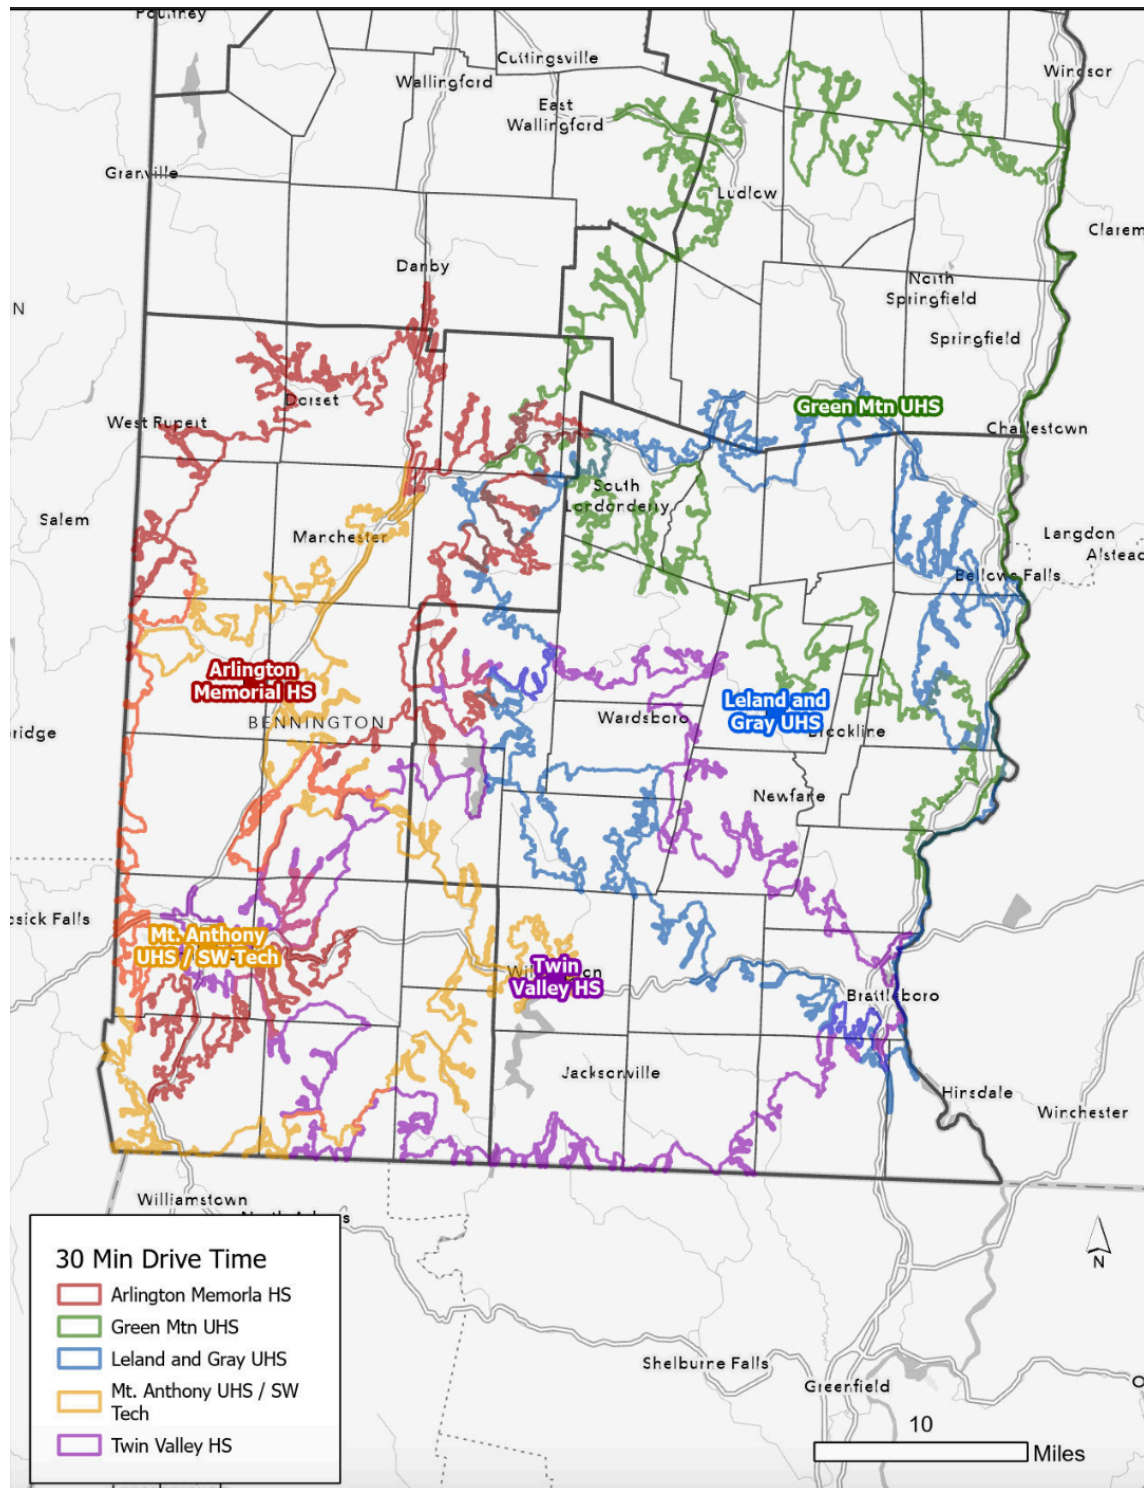 Poultney
Cuttingsville
Windsor
Wallingford
East
Wallingford
Granville
Ludlow
Clarem
Danby
North
Springfield
N
Springfield
Dorset
Green Mtn UHS
West Rupert
Charlestown
South
Londonderry
Salem
Manchester
Langdon
Alstead
Bellows Falls
Arlington
Memorial HS
Leland and
Gray UHS
BENNINGTON
Wardsboro
Brookline
ridge
Newfane
osick Falls
Mt. Anthony
UHS / SW Tech
Twin
Valley HS
Brattleboro
Jacksonville
Hinsdale
Winchester
Williamstown
30 Min Drive Time
Arlington Memorla HS
Green Mtn UHS
Leland and Gray UHS
Mt. Anthony UHS / SW
Tech
Twin Valley HS
N
Shelburne Falls
Greenfield
10
Miles